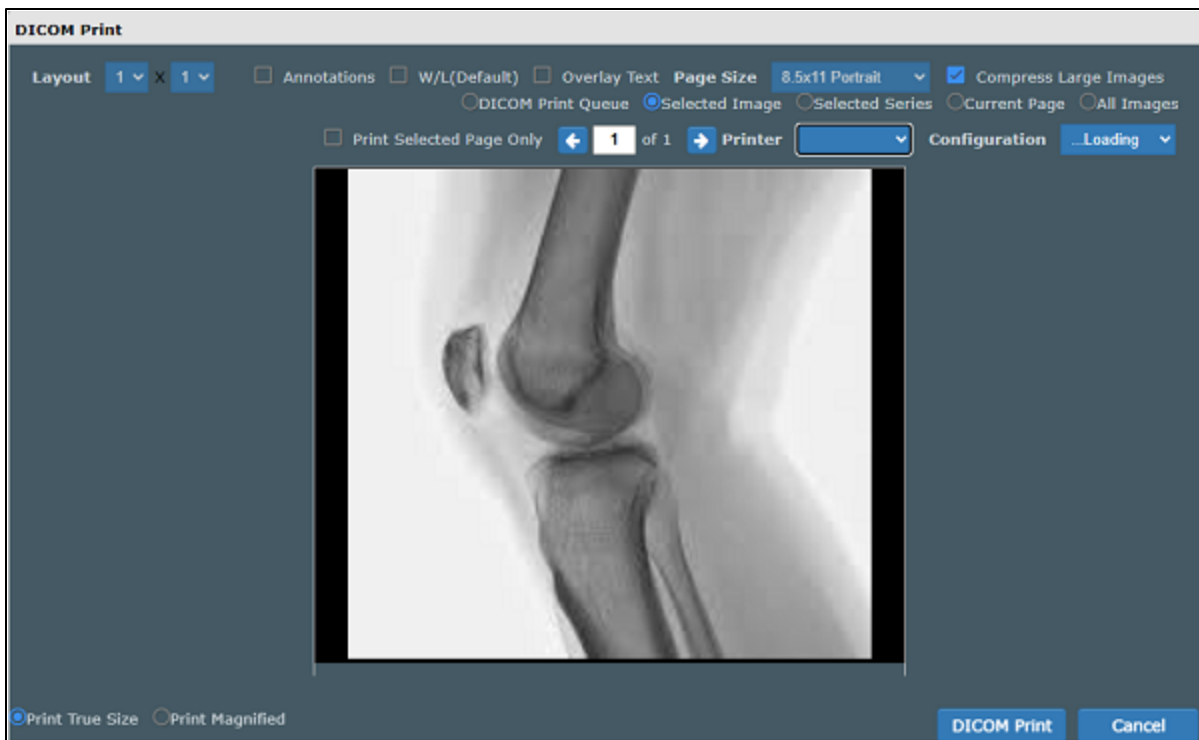 DICOM Print
Layout 1 X 1 Annotations W/L(Default) Overlay Text Page Size 8.5x11 Portrait Compress Large Images
DICOM Print Queue Selected Image Selected Series Current Page All Images
Print Selected Page Only 1 of 1 Printer Configuration ...Loading
Print True Size Print Magnified
DICOM Print Cancel